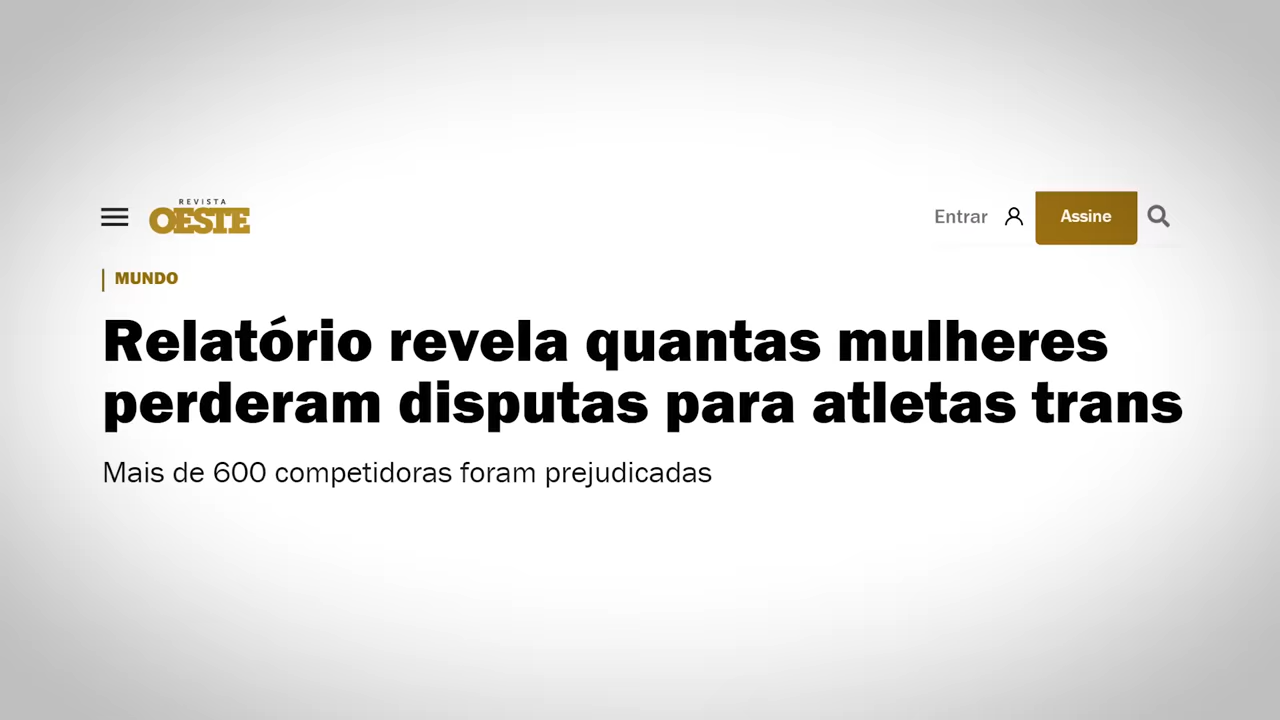 REVISTA
OESTE
Entrar
Assine
MUNDO
Relatório revela quantas mulheres
perderam disputas para atletas trans
Mais de 600 competidoras foram prejudicadas